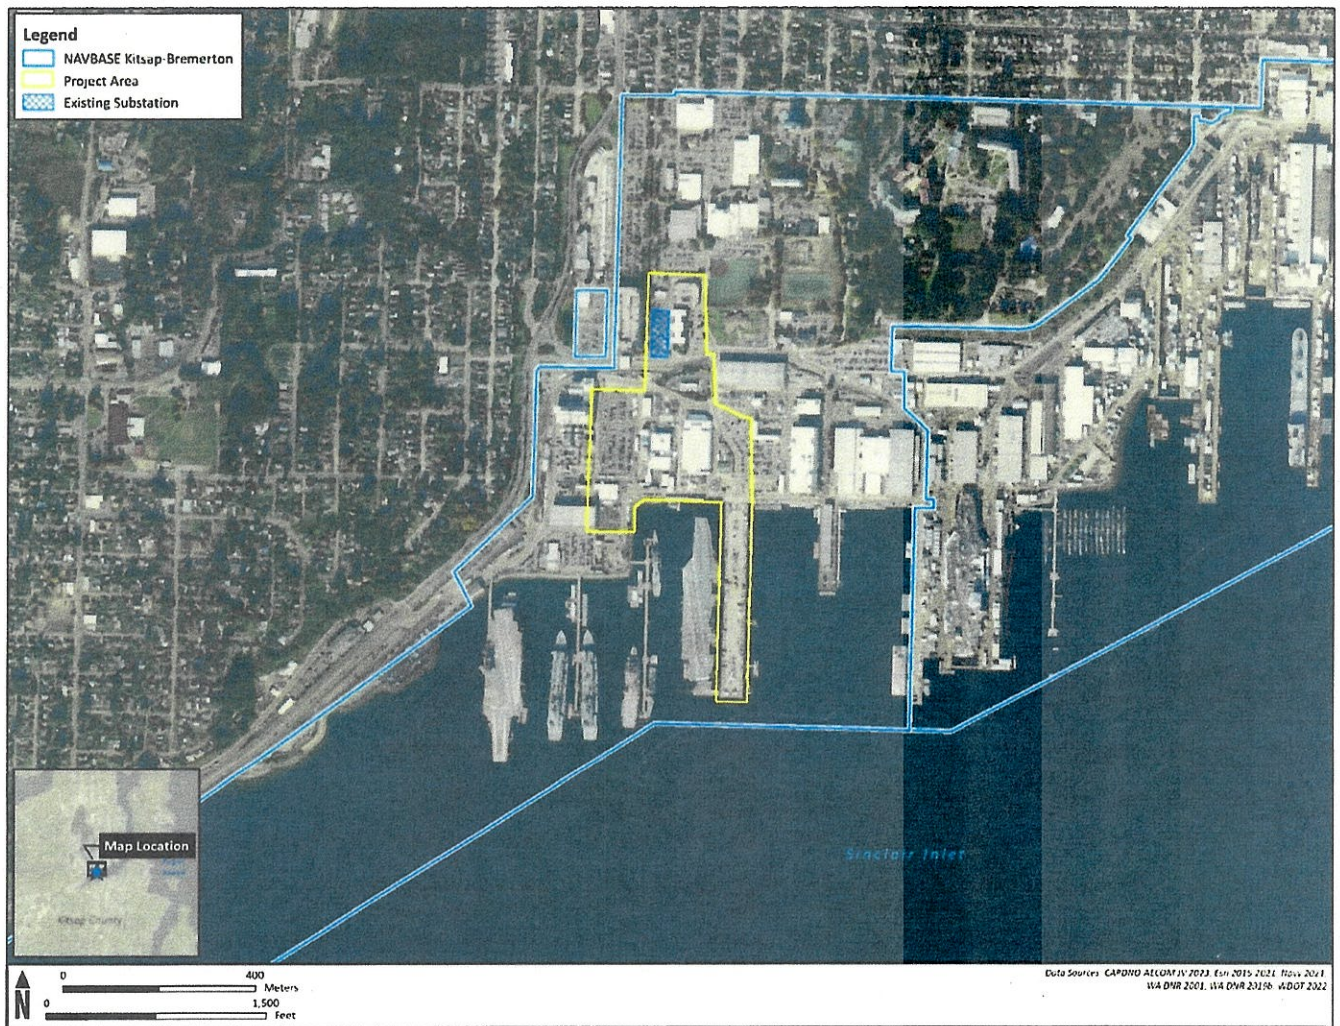 Legend
NAVBASE Kitsap-Bremerton
Project Area
Existing Substation
Map Location
Kitsap County
Sinclair Inlet
0 400
Meters
0 1,500
Feet
N
Data Sources: CARDNO AECOM JV 2023, Esri 2015 2021, Navy 2021,
WA DNR 2001, WA DNR 2019b, WDOT 2022